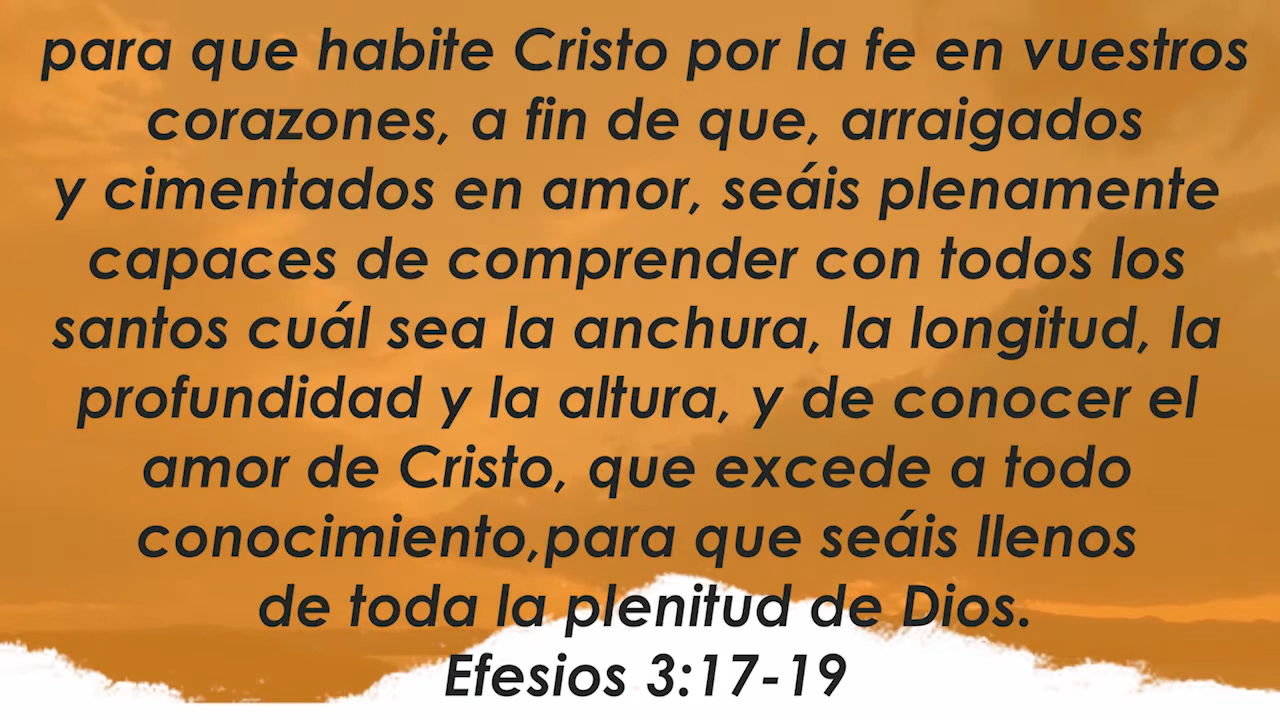 para que habite Cristo por la fe en vuestros
corazones, a fin de que, arraigados
y cimentados en amor, seáis plenamente
capaces de comprender con todos los
santos cuál sea la anchura, la longitud, la
profundidad y la altura, y de conocer el
amor de Cristo, que excede a todo
conocimiento,para que seáis llenos
de toda la plenitud de Dios.
Efesios 3:17-19